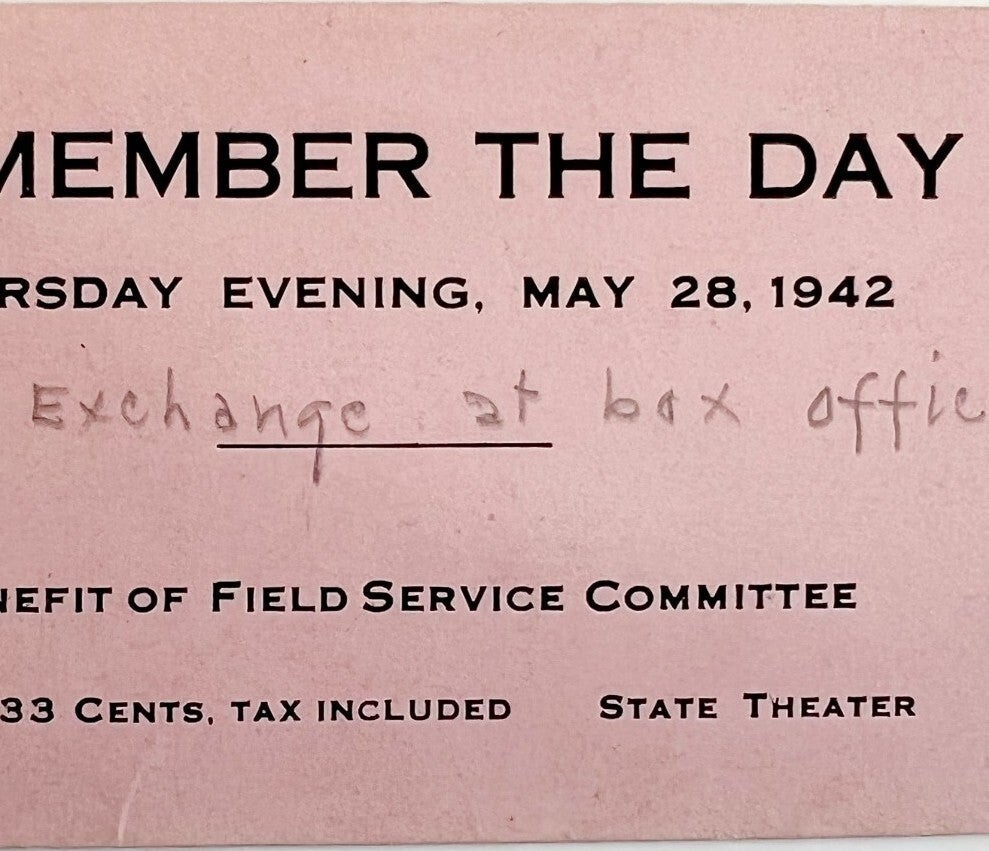 MEMBER THE DAY
RSDAY EVENING, MAY 28, 1942
Exchange at box offic
NEFIT OF FIELD SERVICE COMMITTEE
33 CENTS, TAX INCLUDED STATE THEATER